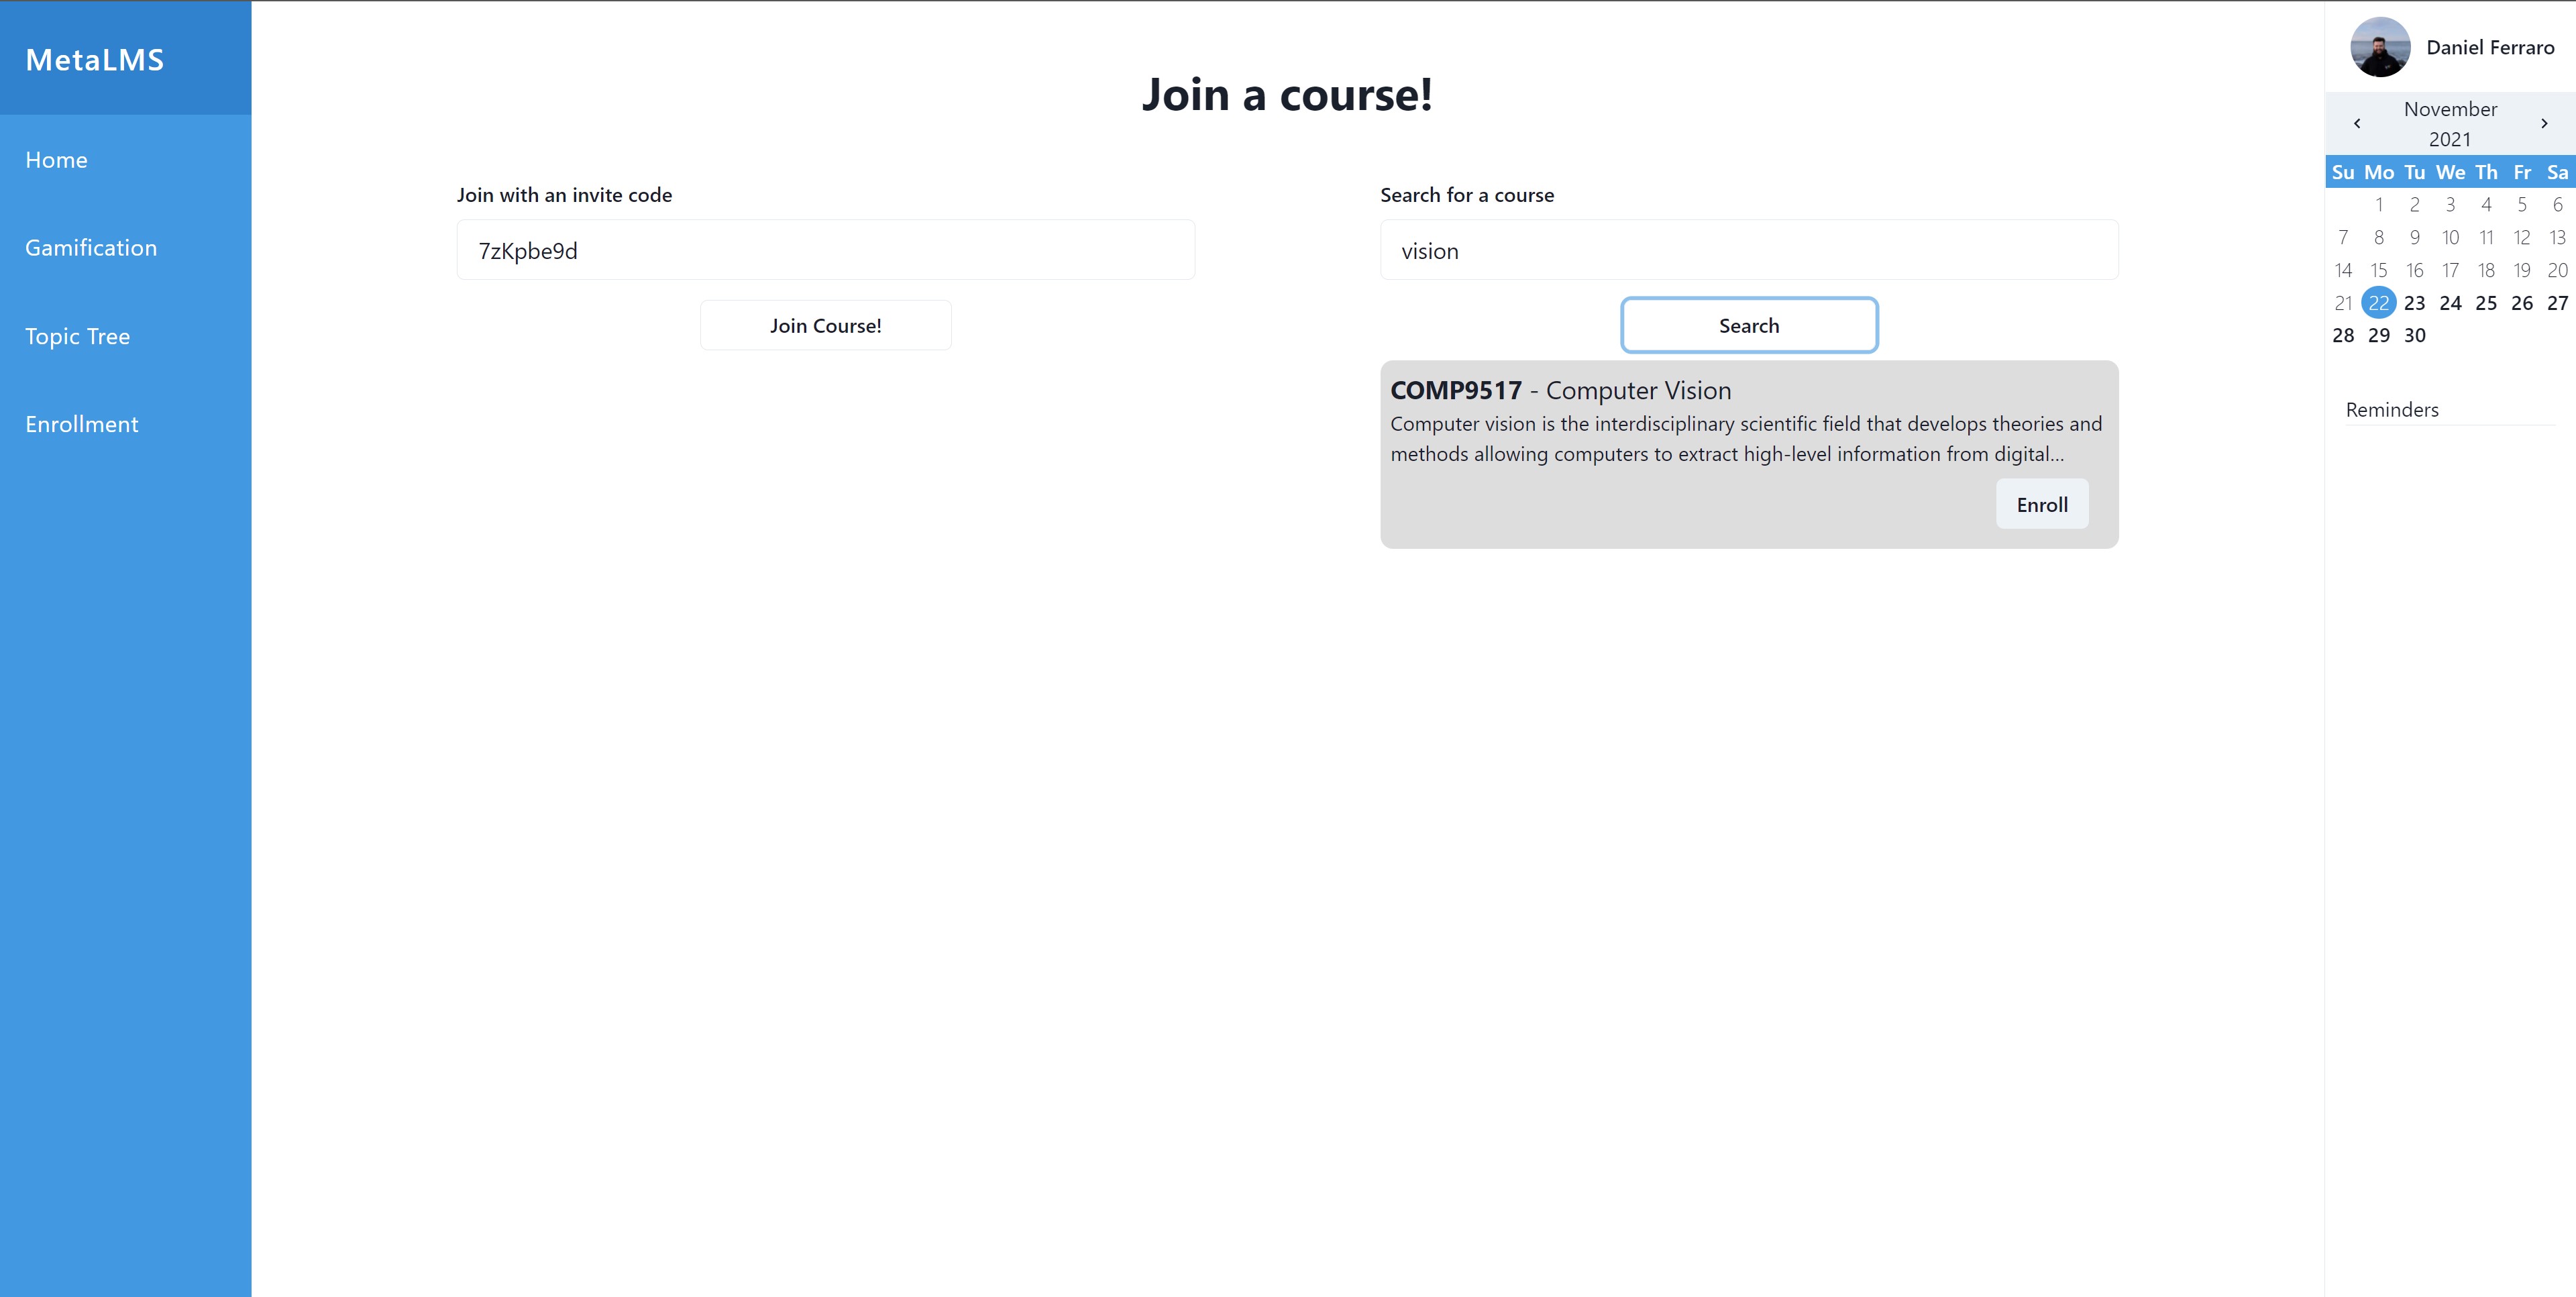 MetaLMS
Home
Gamification
Topic Tree
Enrollment
Join a course!
Join with an invite code
7zKpbe9d
Join Course!
Search for a course
vision
Search
COMP9517 - Computer Vision
Computer vision is the interdisciplinary scientific field that develops theories and
methods allowing computers to extract high-level information from digital...
Enroll
Daniel Ferraro
November
2021
Su Mo Tu We Th Fr Sa
1 2 3 4 5 6
7 8 9 10 11 12 13
14 15 16 17 18 19 20
21 22 23 24 25 26 27
28 29 30
Reminders